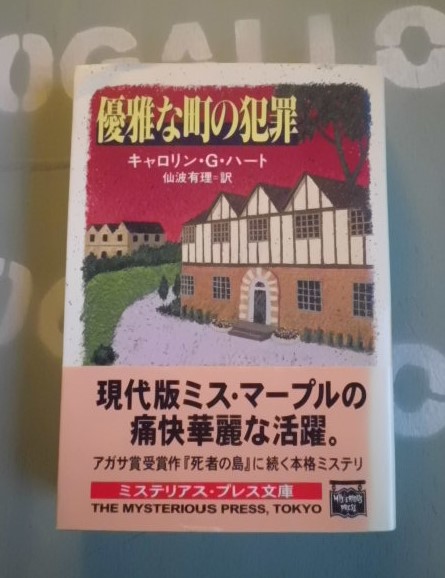 OGALLO
優雅な町の犯罪
キャロリン・G・ハート
仙波有理=訳
現代版ミス・マープルの
痛快華麗な活躍。
アガサ賞受賞作『死者の島』に続く本格ミステリ
ミステリアス・プレス文庫
THE MYSTERIOUS PRESS, TOKYO
MYSTERIOUS
PRESS